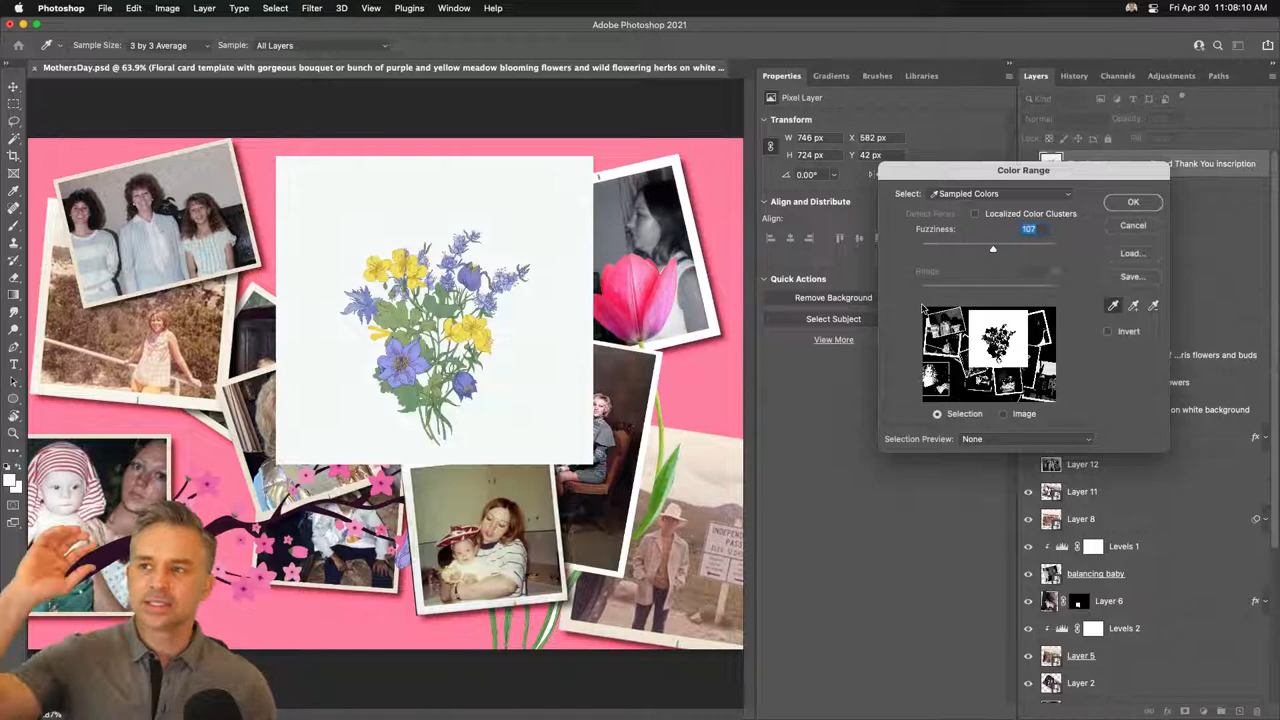 Photoshop File Edit Image Layer Type Select Filter 3D View Plugins Window Help Fri Apr 30 11:08:10 AM
Adobe Photoshop 2021
Sample Size: 3 by 3 Average Sample: All Layers
MothersDay.psd @ 63.9% (Floral card template with gorgeous bouquet or bunch of purple and yellow meadow blooming flowers and wild flowering herbs on white ...
Properties Gradients Brushes Libraries
Layers History Channels Adjustments Paths
Pixel Layer
Kind
Transform
Normal Opacity:
W 746 px X 582 px
Lock: Fill
H 724 px Y 42 px
Thank You Inscription
0.00°
Color Range
Select: Sampled Colors
Align and Distribute
OK
Detect Faces Localized Color Clusters
Align:
Fuzziness: 107
Cancel
Load...
Range
Save...
Quick Actions
Remove Background
Select Subject
Invert
View More
...ris flowers and buds
owers
on white background
Selection Image
Selection Preview: None
fx
Layer 12
Layer 11
Layer 8
Levels 1
balancing baby
Layer 6 fx
Levels 2
Layer 5
Layer 2
INDEPEN
PASS